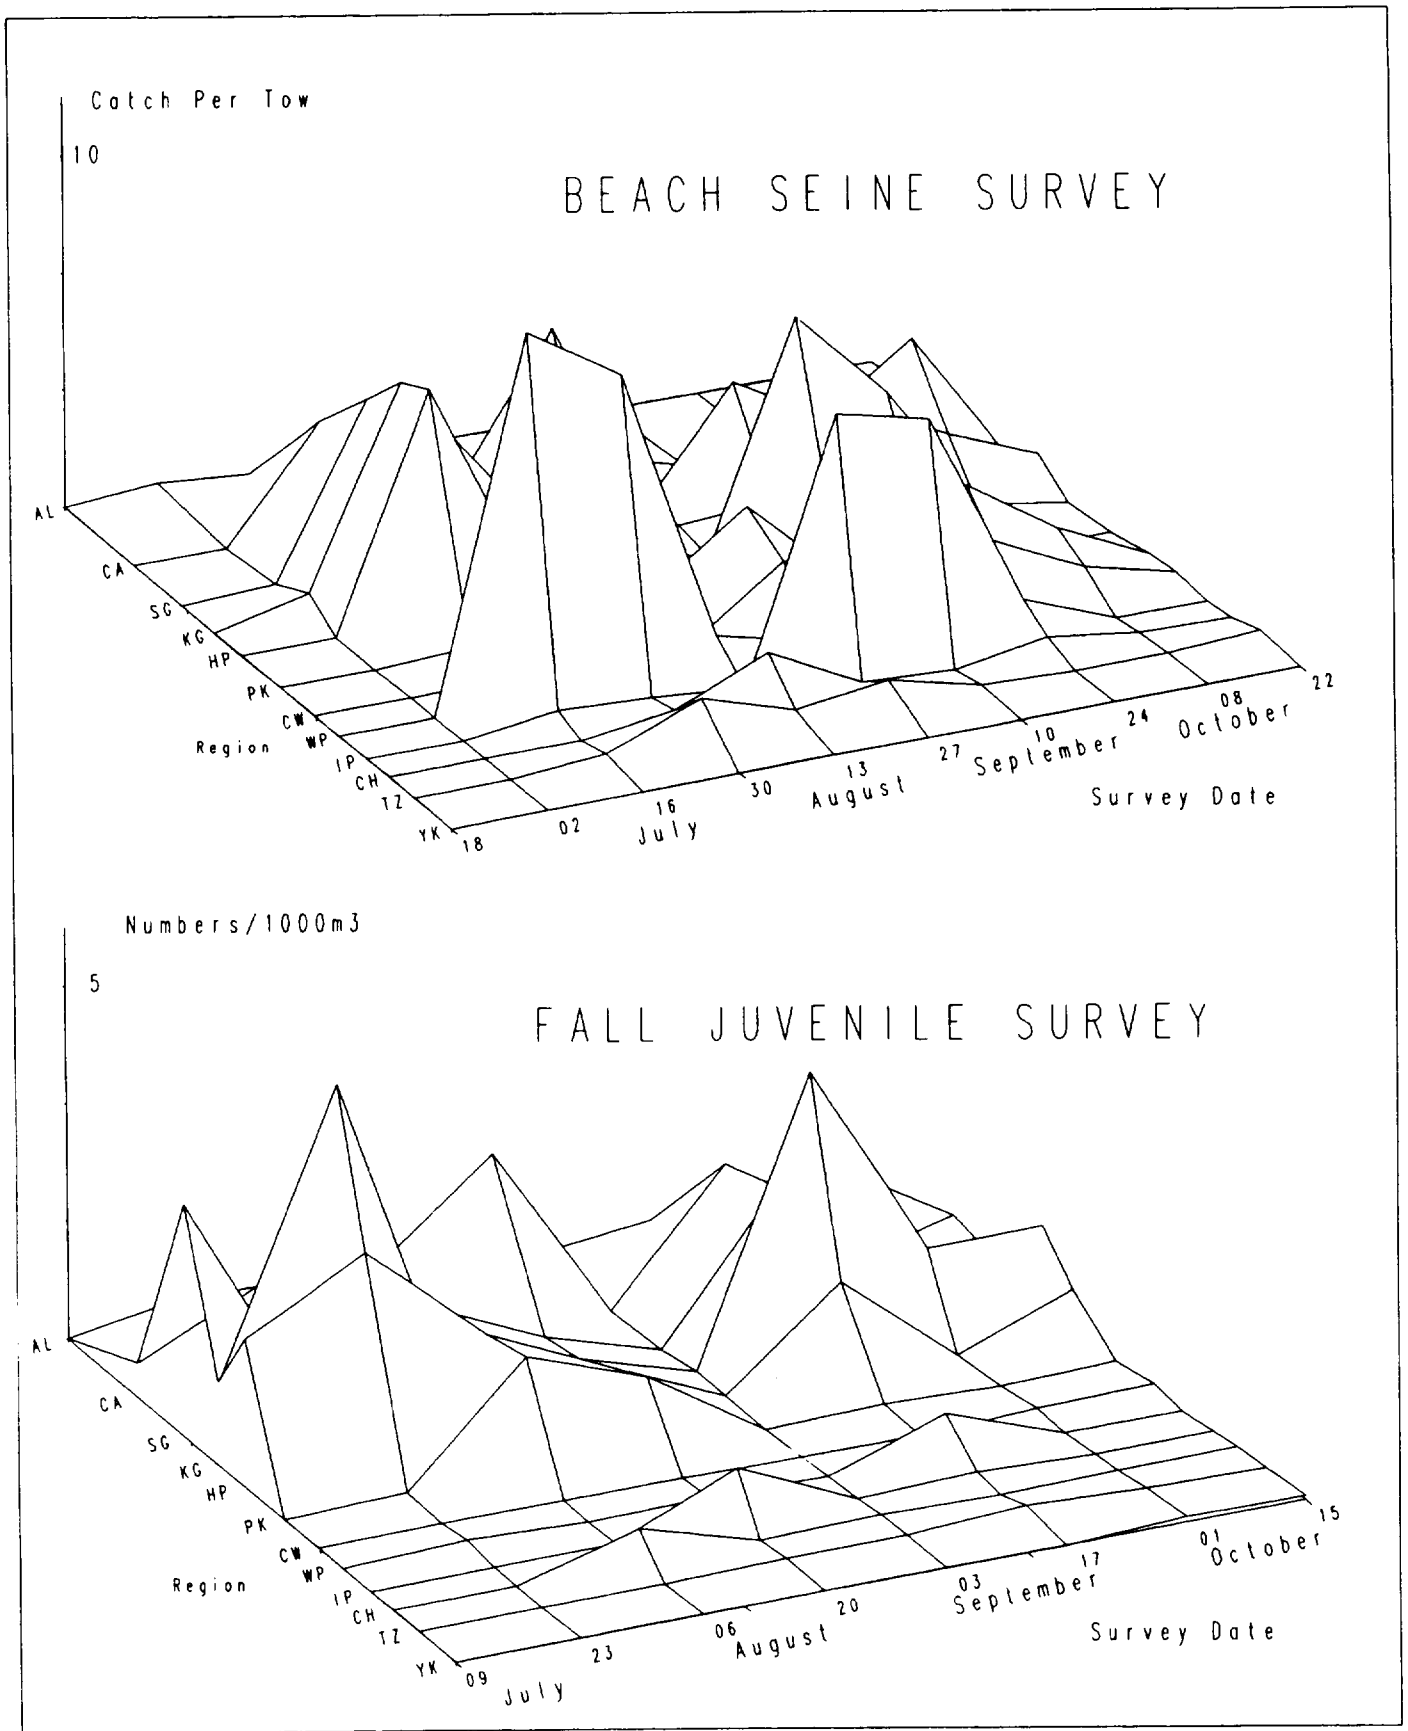 Catch Per Tow
10
BEACH SEINE SURVEY
AL
CA
SG
KG
HP
PK
CW
WP
IP
CH
TZ
YK
Region
18
02
16
30
13
27
10
24
08
22
July
August
September
October
Survey Date
Numbers/1000m3
5
FALL JUVENILE SURVEY
AL
CA
SG
KG
HP
PK
CW
WP
IP
CH
TZ
YK
Region
09
23
06
20
03
17
01
15
July
August
September
October
Survey Date